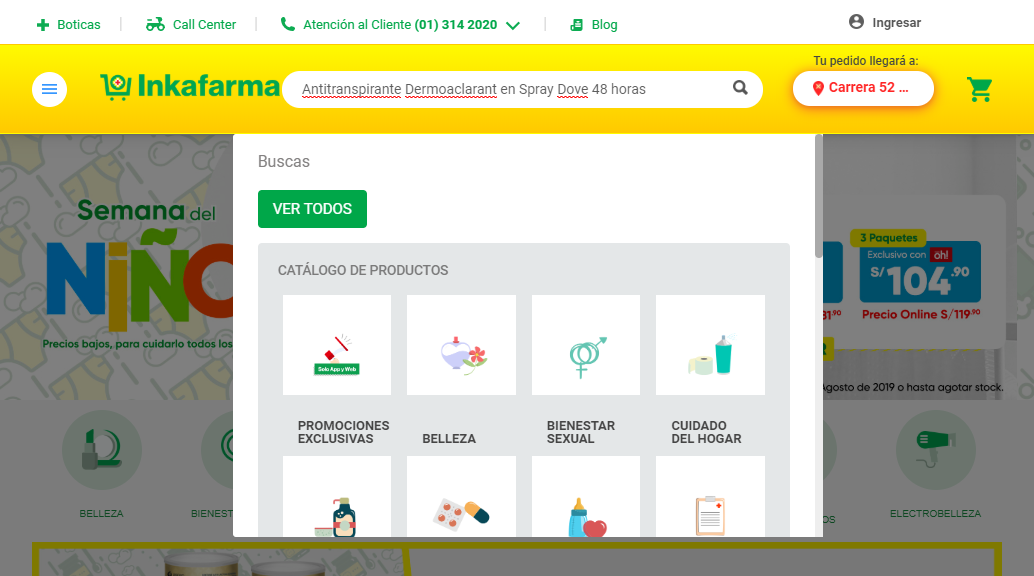 Boticas
Call Center
Atención al Cliente (01) 314 2020
Blog
Ingresar
Inkafarma
Antitranspirante Dermoaclarant en Spray Dove 48 horas
Tu pedido llegará a:
Carrera 52 ...
Buscas
VER TODOS
CATÁLOGO DE PRODUCTOS
Solo App y Web
PROMOCIONES
EXCLUSIVAS
BELLEZA
BIENESTAR
SEXUAL
CUIDADO
DEL HOGAR
Semana del
NIÑO
Precios bajos, para cuidarlo todos los
3 Paquetes
Exclusivo con oh!
S/ 104.90
Precio Online S/119.90
agosto de 2019 o hasta agotar stock.
BELLEZA
BIENEST
OS
ELECTROBELLEZA